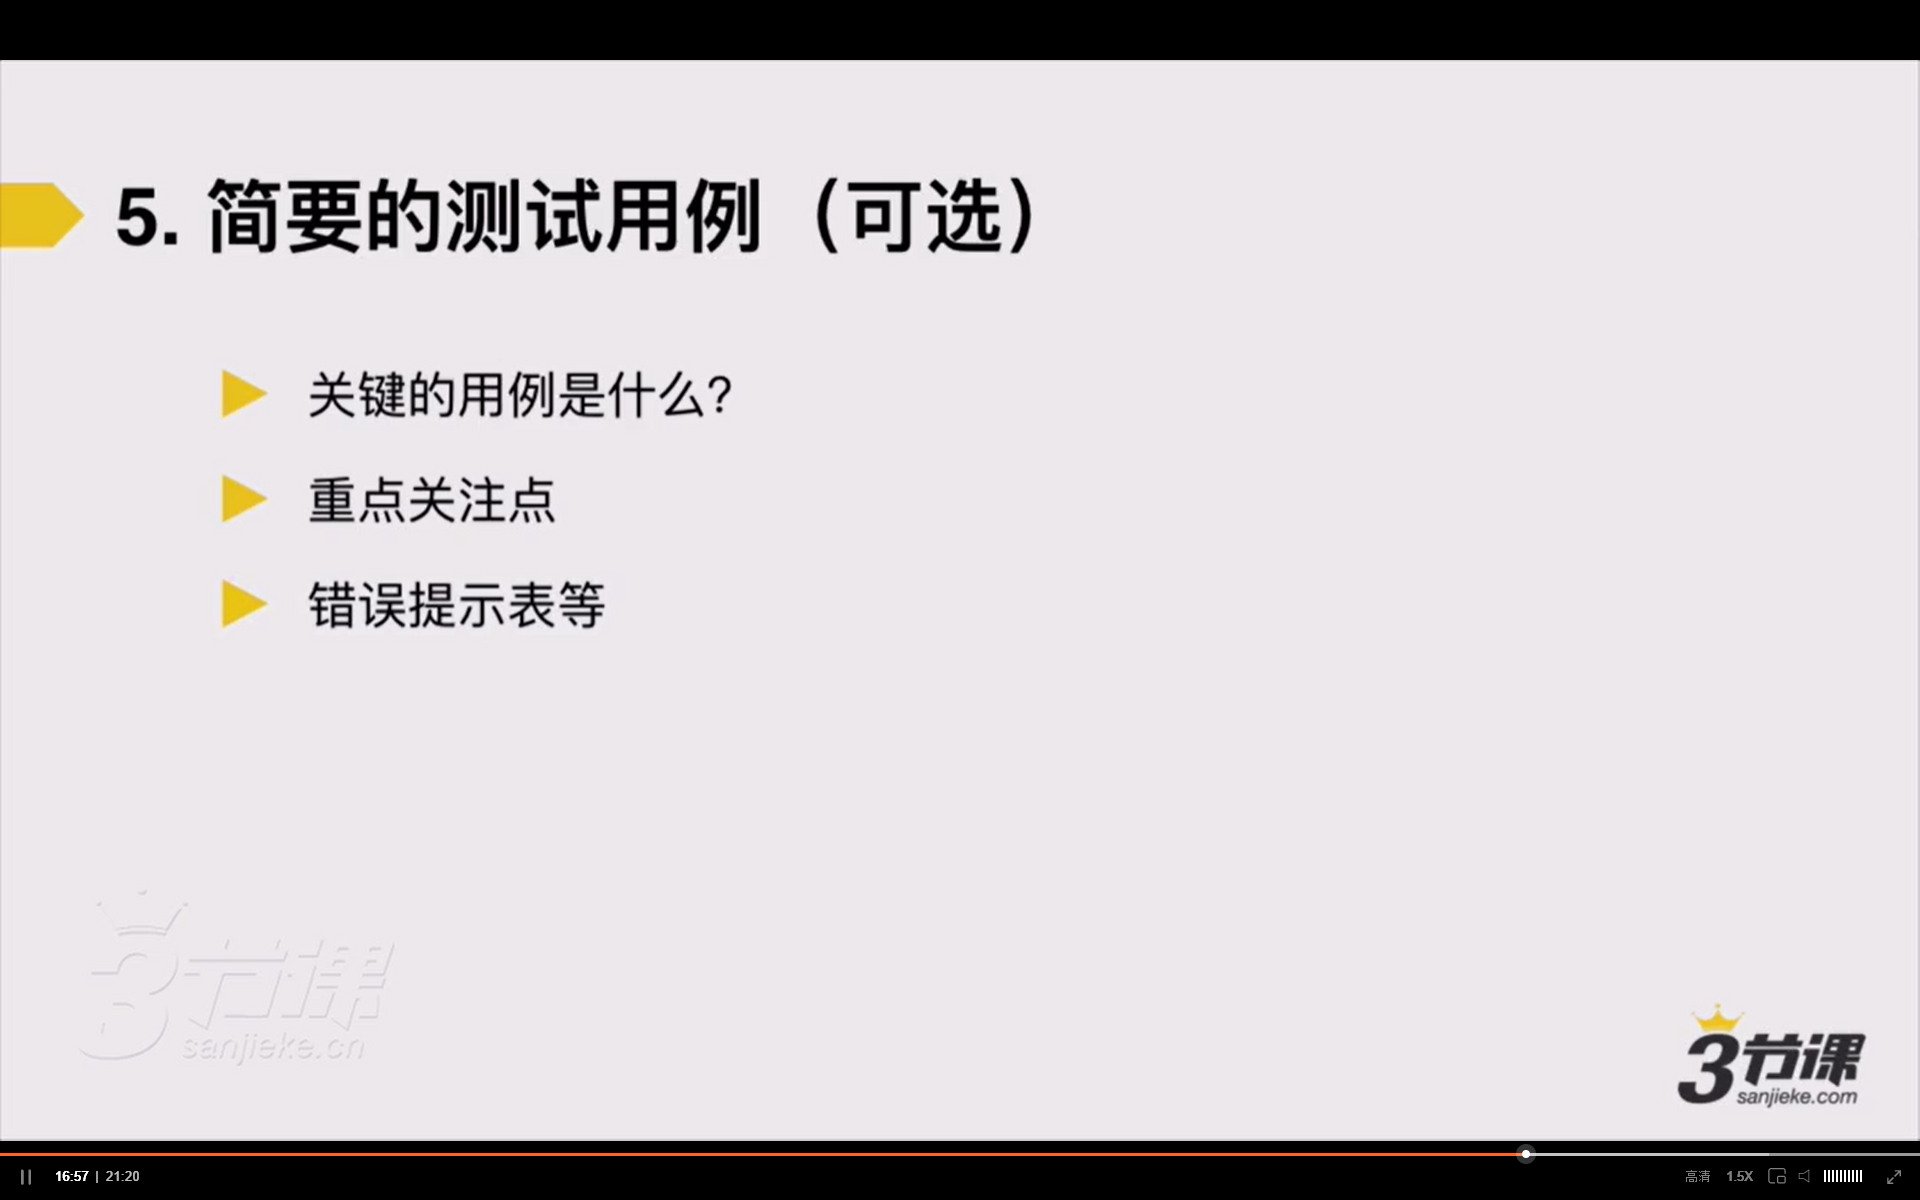 5. 简要的测试用例（可选）
关键的用例是什么？
重点关注点
错误提示表等
3节课
sanjieke.cn
3节课
sanjieke.com
16:57 | 21:20
高清 1.5X